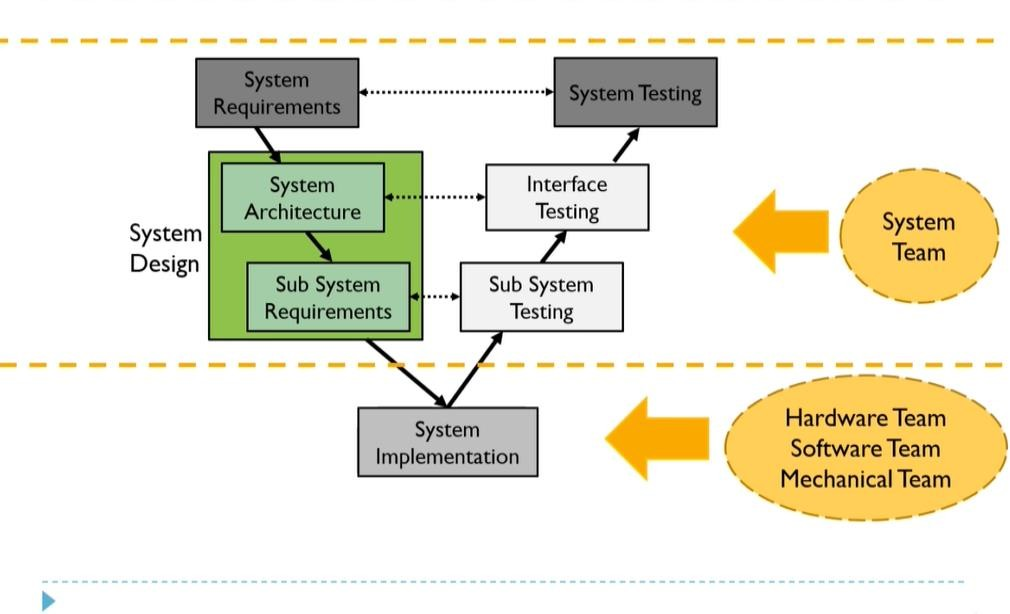 System
Requirements
System Testing
System
Architecture
Interface
Testing
System
Design
System
Team
Sub System
Requirements
Sub System
Testing
System
Implementation
Hardware Team
Software Team
Mechanical Team